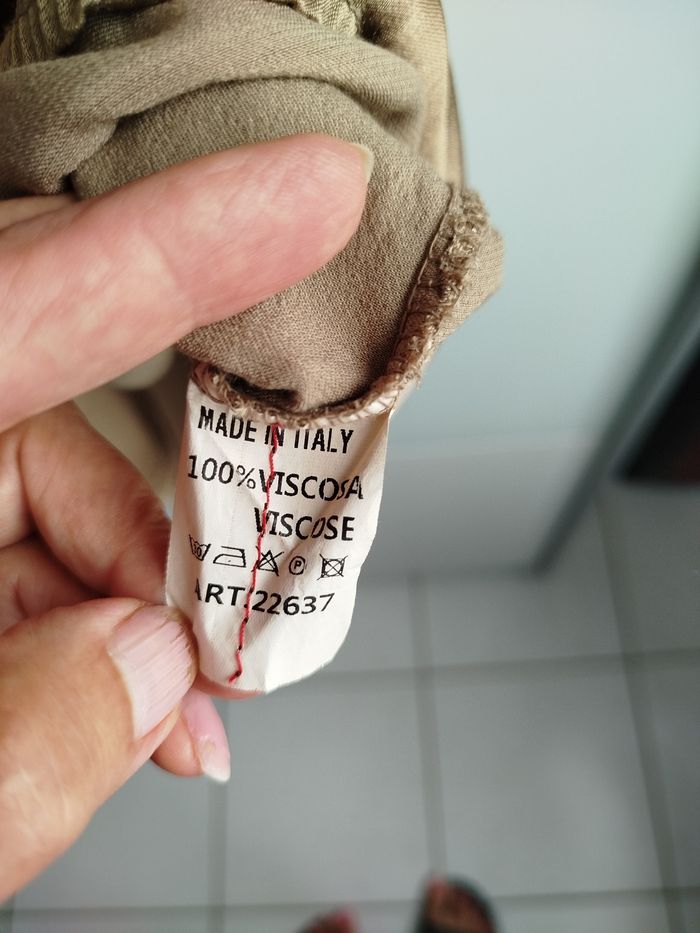 MADE IN ITALY
100%VISCOSA
VISCOSE
P
ART.22637